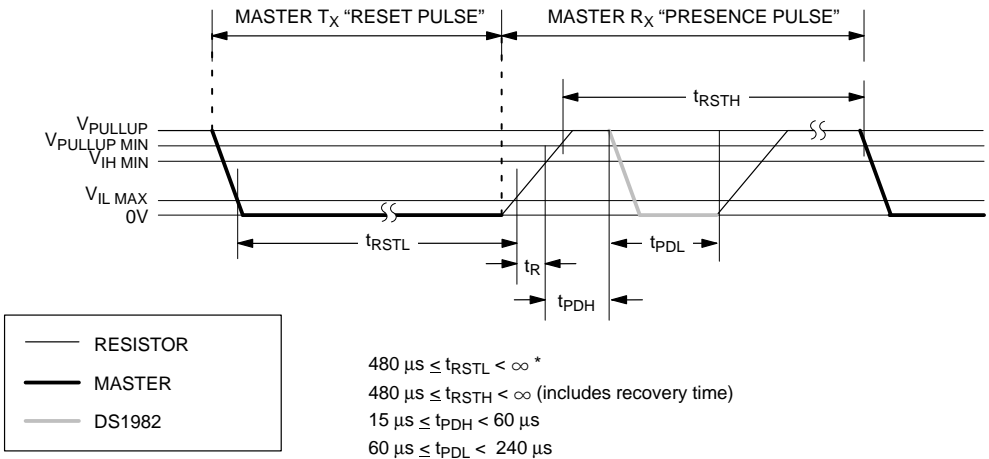 MASTER TX “RESET PULSE”
MASTER RX “PRESENCE PULSE”
tRSTH
VPULLUP
VPULLUP MIN
VIH MIN
VIL MAX
0V
tRSTL
tPDL
tR
tPDH
RESISTOR
MASTER
DS1982
480 μs ≤ tRSTL < ∞ *
480 μs ≤ tRSTH < ∞ (includes recovery time)
15 μs ≤ tPDH < 60 μs
60 μs ≤ tPDL < 240 μs